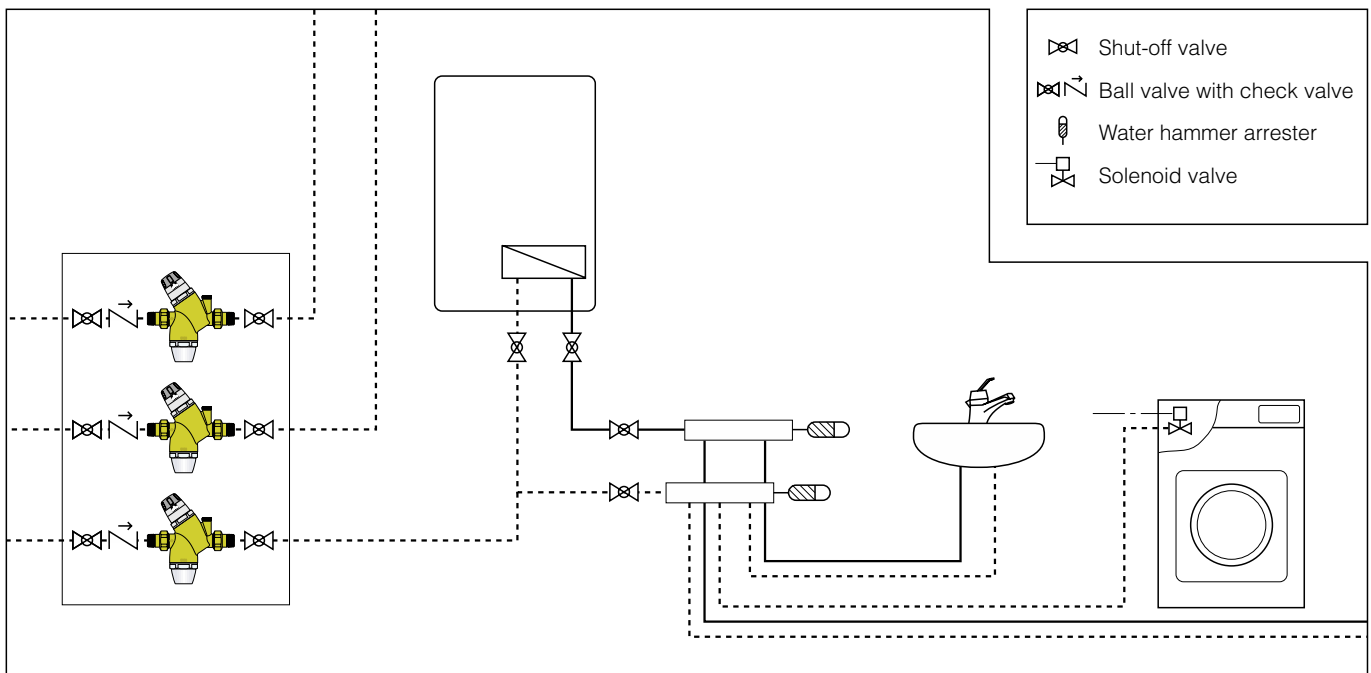 Shut-off valve
Ball valve with check valve
Water hammer arrester
Solenoid valve